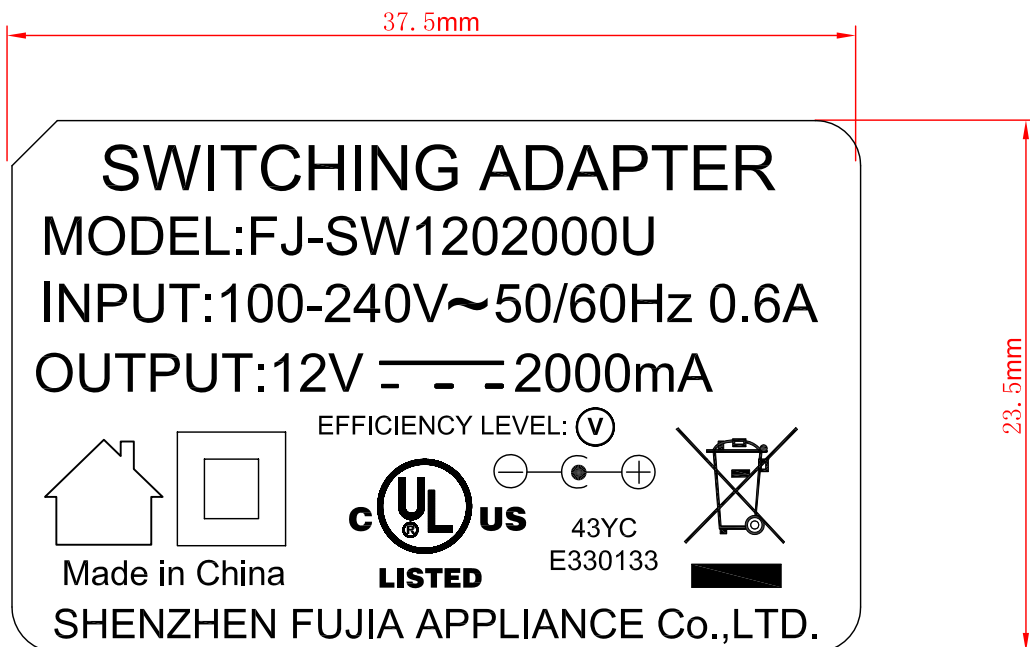 37.5mm
SWITCHING ADAPTER
MODEL:FJ-SW1202000U
INPUT:100-240V~50/60Hz 0.6A
OUTPUT:12V 2000mA
23.5mm
EFFICIENCY LEVEL: V
C UL ® US
LISTED
43YC
E330133
Made in China
SHENZHEN FUJIA APPLIANCE Co.,LTD.